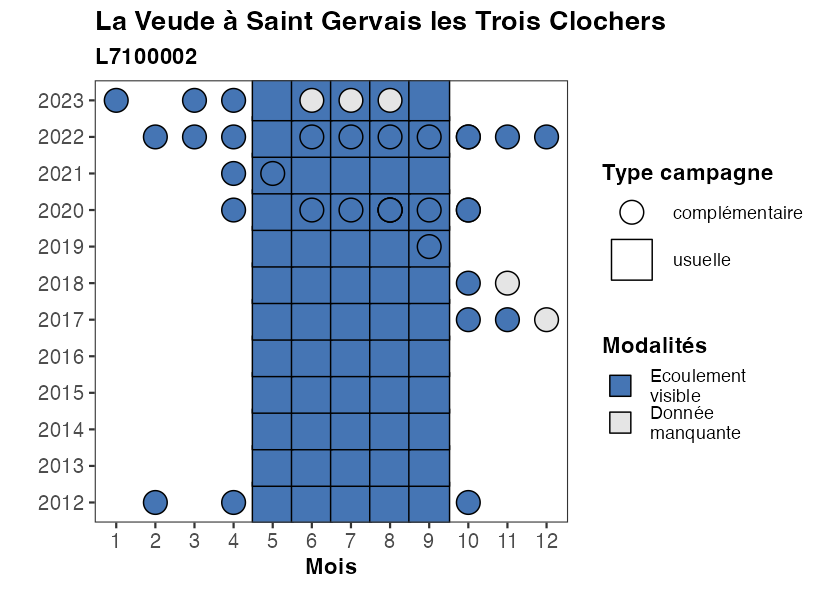 La Veude à Saint Gervais les Trois Clochers
L7100002
2023
2022
2021
2020
2019
2018
2017
2016
2015
2014
2013
2012
1 2 3 4 5 6 7 8 9 10 11 12
Mois
Type campagne
complémentaire
usuelle
Modalités
Ecoulement
visible
Donnée
manquante